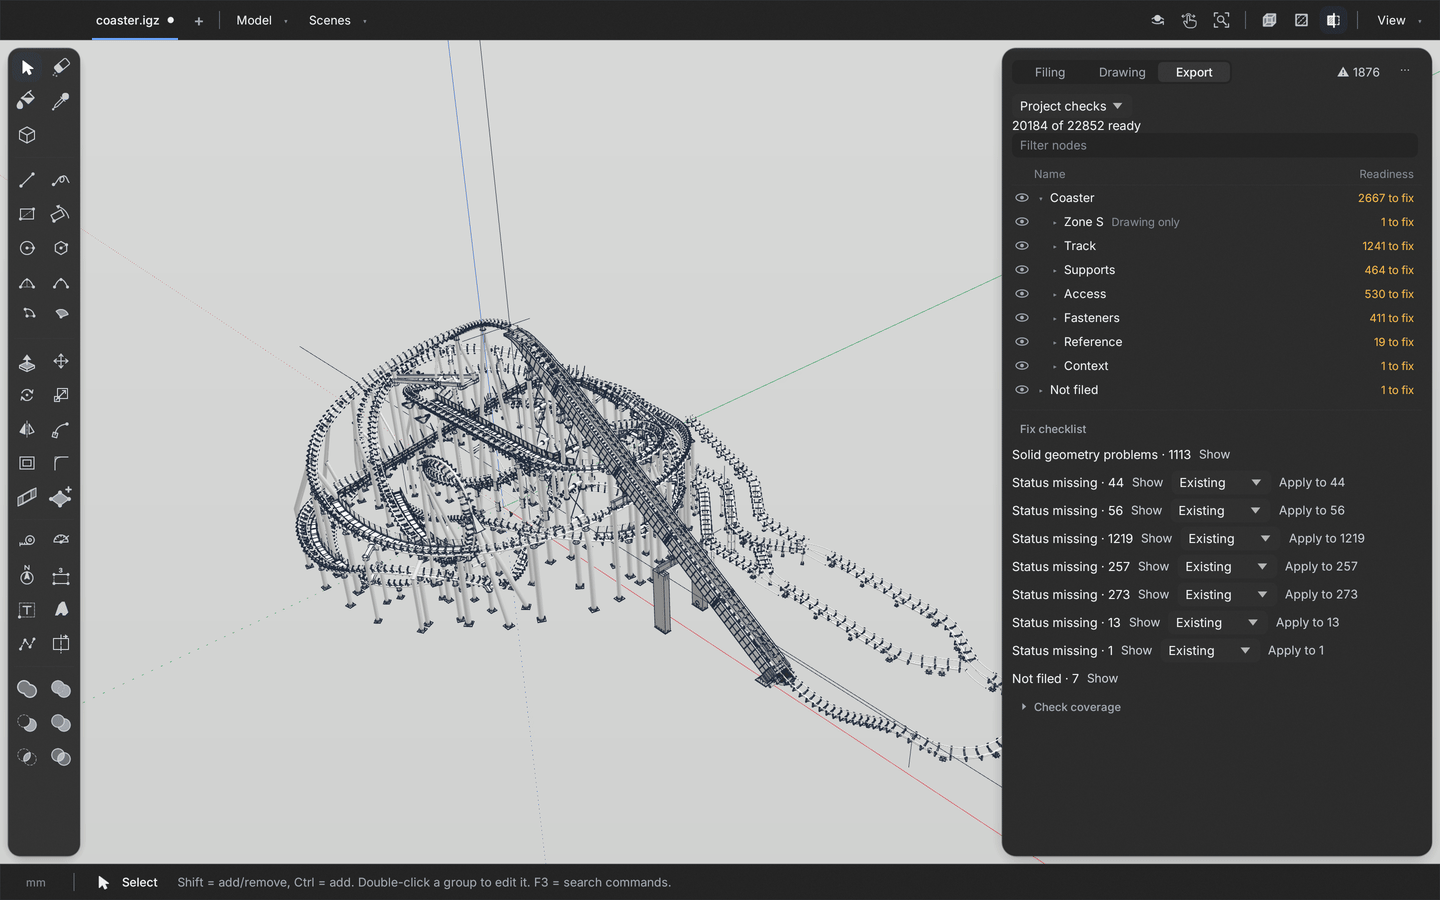 coaster.igz
Model
Scenes
View
Filing
Drawing
Export
1876
Project checks
20184 of 22852 ready
Filter nodes
Name
Readiness
Coaster
2667 to fix
Zone S Drawing only
1 to fix
Track
1241 to fix
Supports
464 to fix
Access
530 to fix
Fasteners
411 to fix
Reference
19 to fix
Context
1 to fix
Not filed
1 to fix
Fix checklist
Solid geometry problems · 1113 Show
Status missing · 44 Show Existing Apply to 44
Status missing · 56 Show Existing Apply to 56
Status missing · 1219 Show Existing Apply to 1219
Status missing · 257 Show Existing Apply to 257
Status missing · 273 Show Existing Apply to 273
Status missing · 13 Show Existing Apply to 13
Status missing · 1 Show Existing Apply to 1
Not filed · 7 Show
Check coverage
N
3
T
mm
Select
Shift = add/remove, Ctrl = add. Double-click a group to edit it. F3 = search commands.